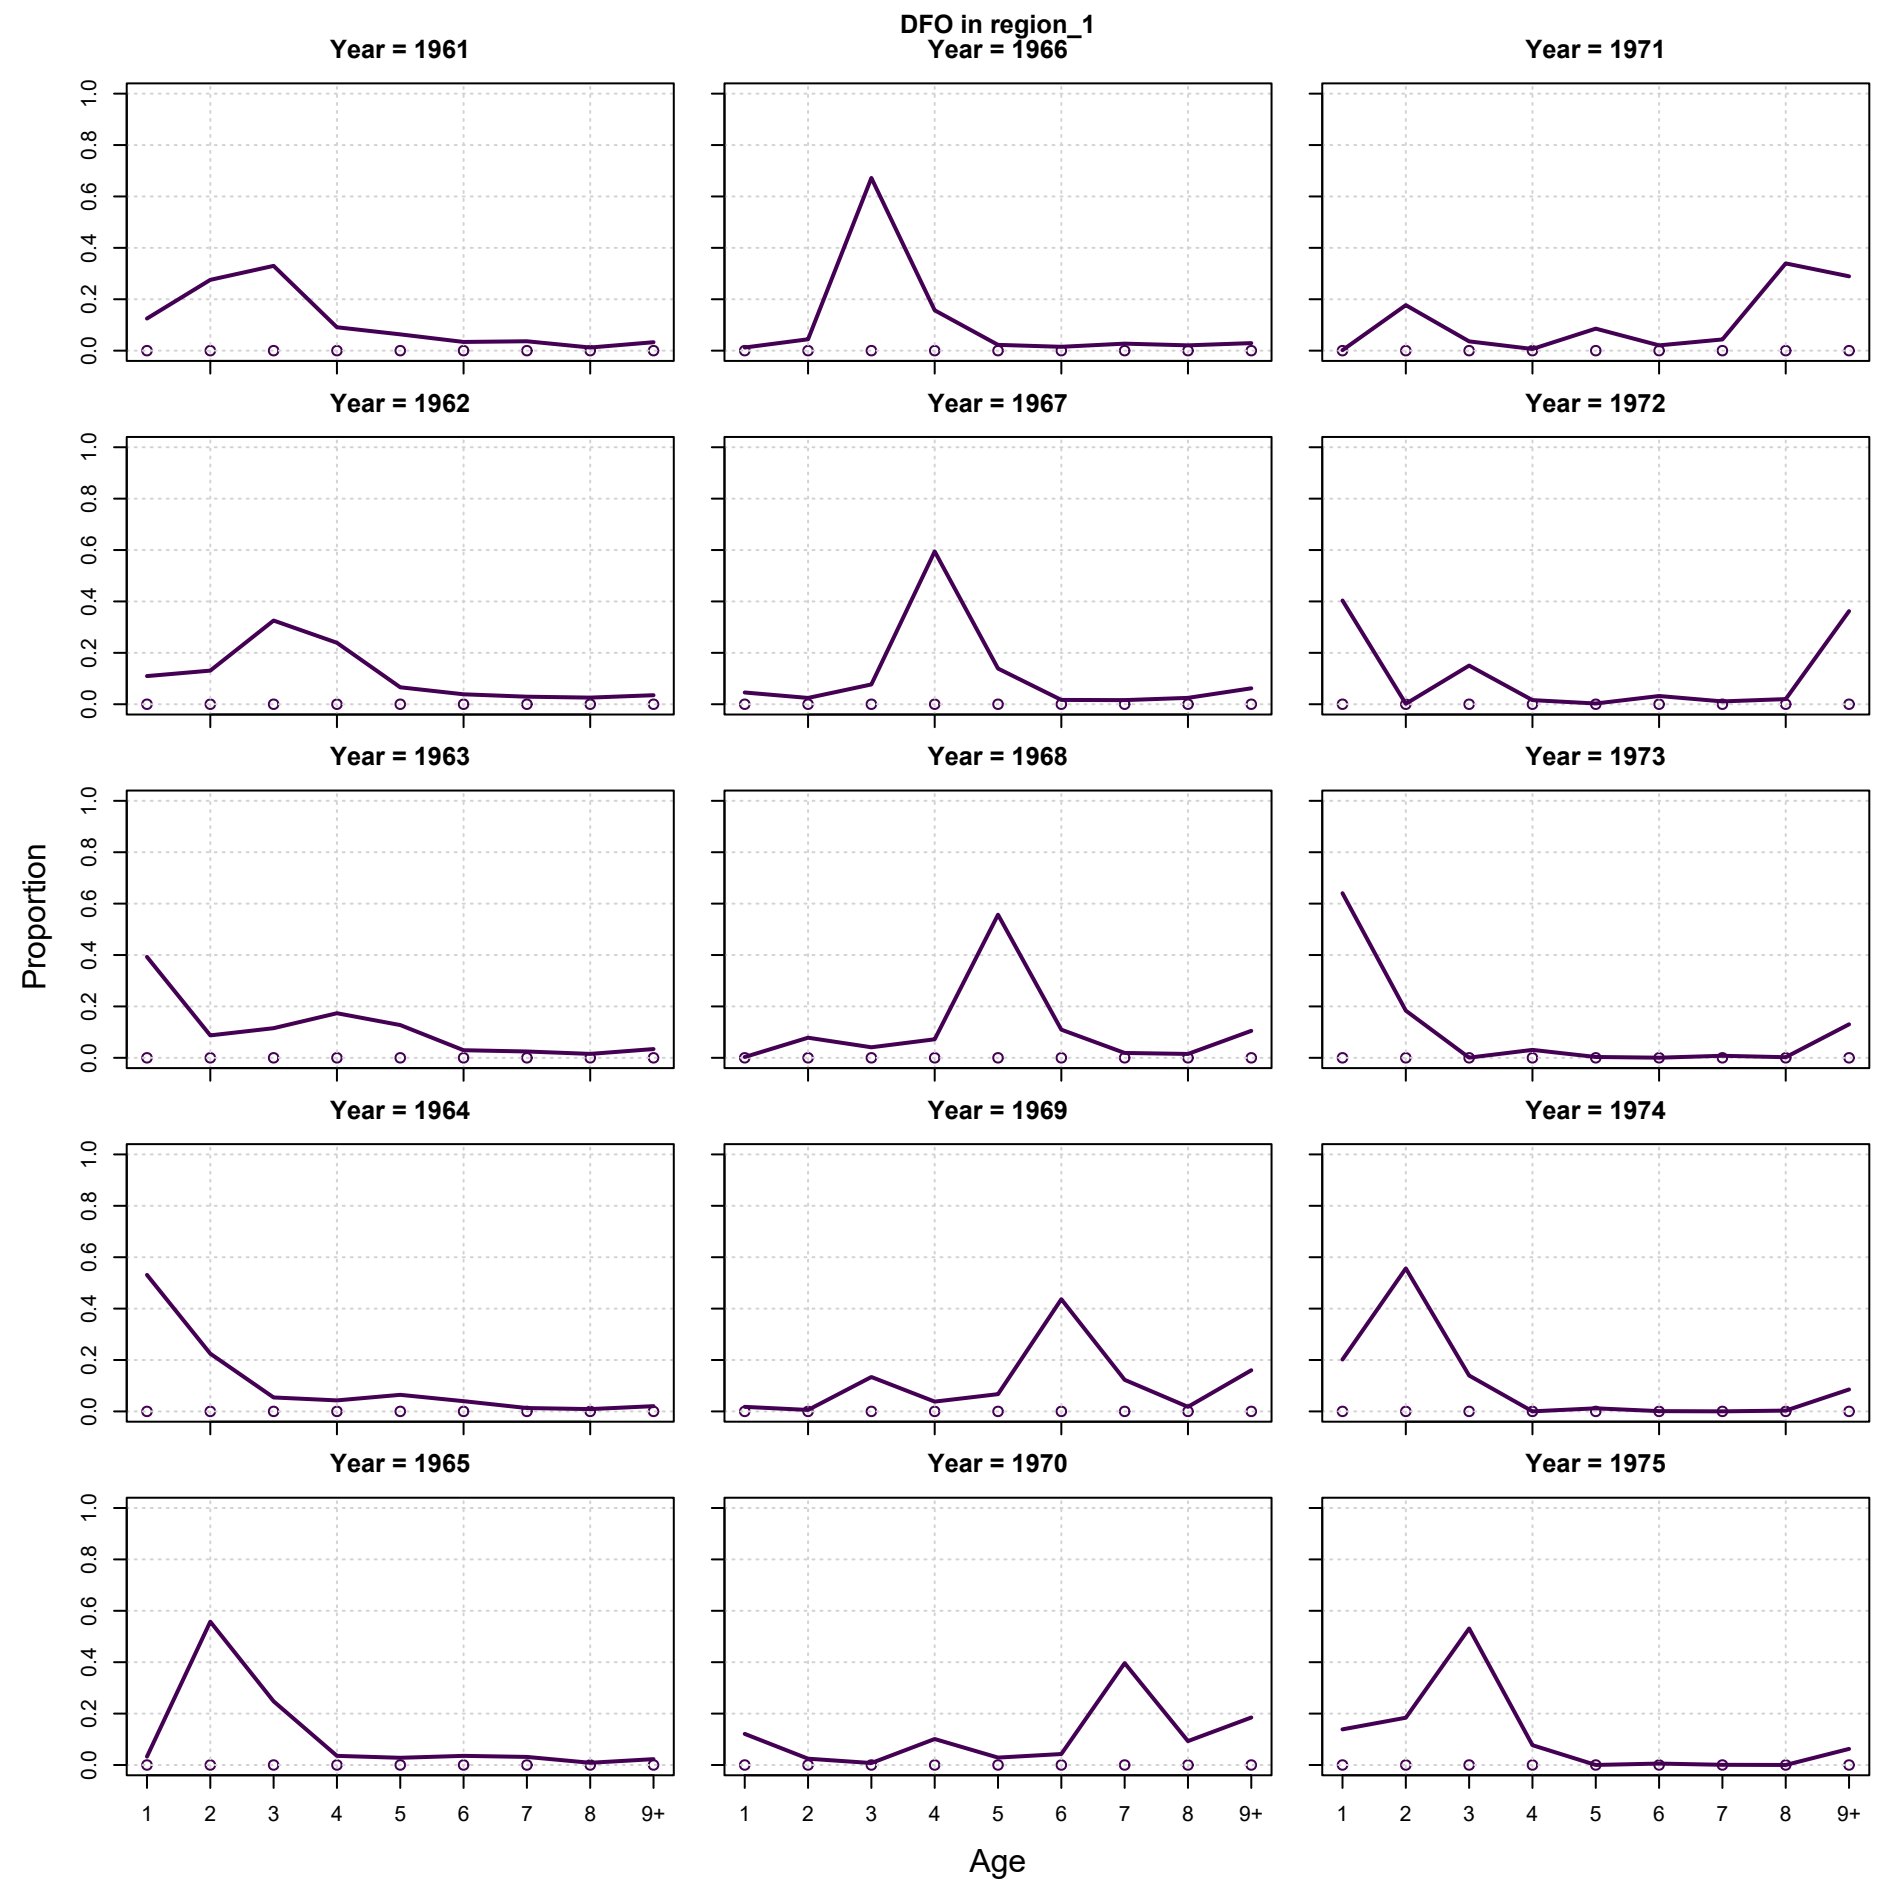 DFO in region_1
Year = 1961
Year = 1966
Year = 1971
1.0
0.8
0.6
0.4
0.2
0.0
Year = 1962
Year = 1967
Year = 1972
1.0
0.8
0.6
0.4
0.2
0.0
Year = 1963
Year = 1968
Year = 1973
1.0
0.8
0.6
0.4
0.2
0.0
Proportion
Year = 1964
Year = 1969
Year = 1974
1.0
0.8
0.6
0.4
0.2
0.0
Year = 1965
Year = 1970
Year = 1975
1.0
0.8
0.6
0.4
0.2
0.0
1 2 3 4 5 6 7 8 9+
1 2 3 4 5 6 7 8 9+
1 2 3 4 5 6 7 8 9+
Age